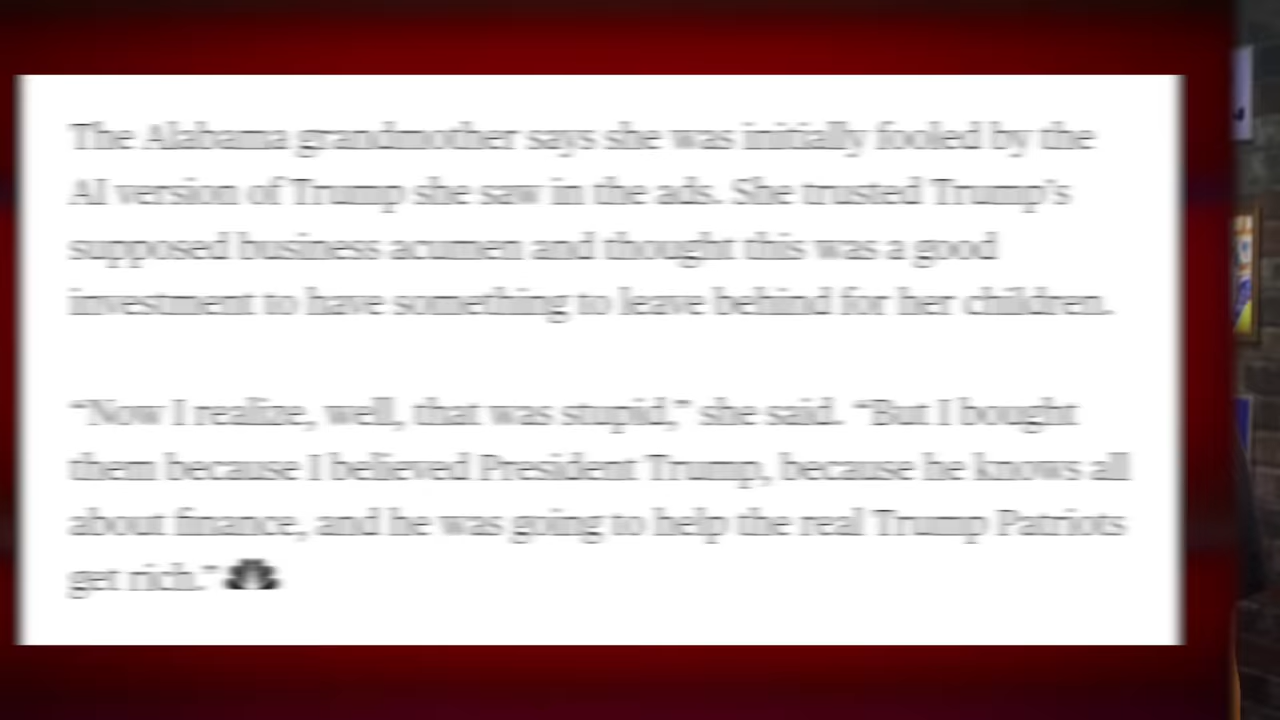 The Alabama grandmother says she was initially fooled by the
AI version of Trump she saw in the ads. She trusted Trump's
supposed business acumen and thought this was a good
investment to have something to leave behind for her children.
“Now I realize, well, that was stupid,” she said. “But I bought
them because I believed President Trump, because he knows all
about finance, and he was going to help the real Trump Patriots
get rich.”